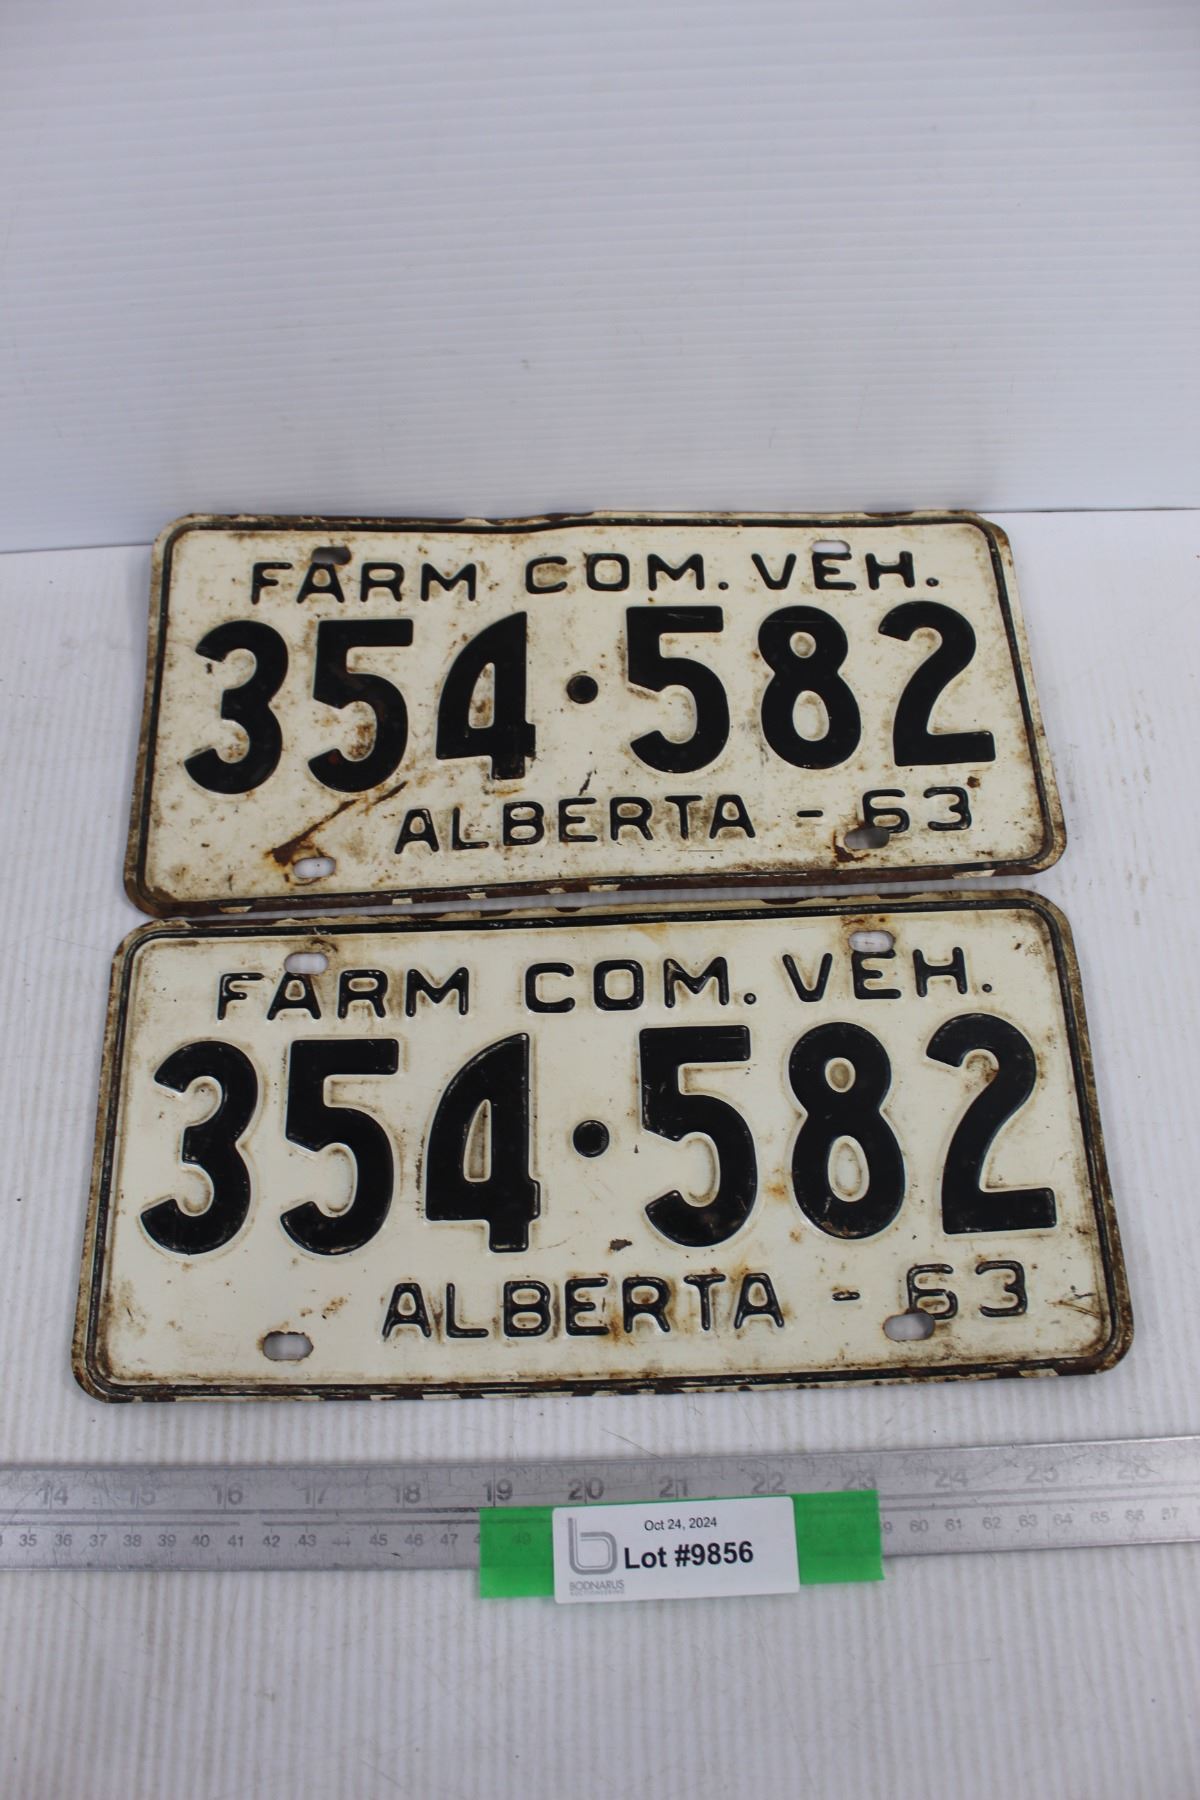 FARM COM. VEH.
354·582
ALBERTA - 63
FARM COM. VEH.
354·582
ALBERTA - 63
14 15 16 17 18 19 20 21 22 23 24 25 26
35 36 37 38 39 40 41 42 43 44 45 46 47 49 60 61 62 63 64 65 66 67
Oct 24, 2024
Lot #9856
BODNARUS
AUCTIONEERING